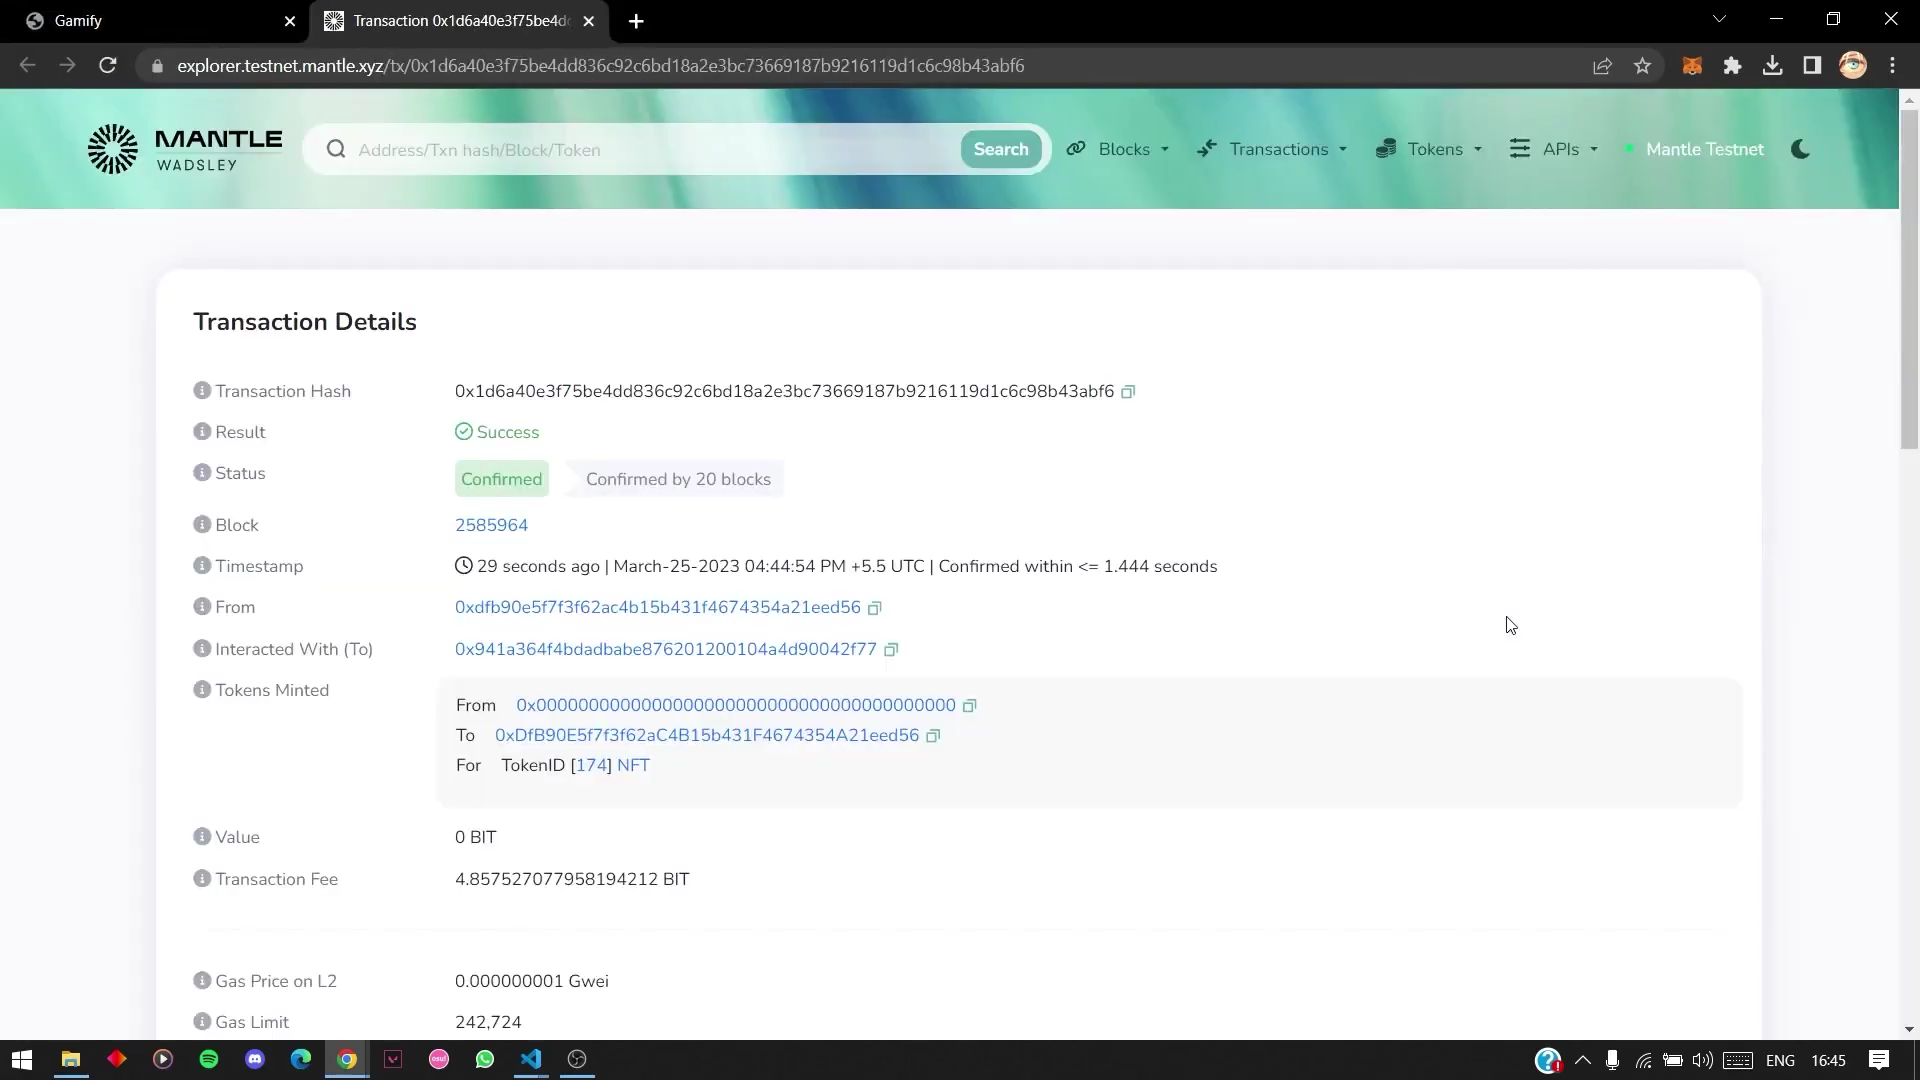 Gamify
Transaction 0x1d6a40e3f75be4dd
explorer.testnet.mantle.xyz/tx/0x1d6a40e3f75be4dd836c92c6bd18a2e3bc73669187b9216119d1c6c98b43abf6
MANTLE
WADSLEY
Address/Txn hash/Block/Token
Search
Blocks
Transactions
Tokens
APIs
Mantle Testnet
Transaction Details
Transaction Hash
0x1d6a40e3f75be4dd836c92c6bd18a2e3bc73669187b9216119d1c6c98b43abf6
Result
Success
Status
Confirmed
Confirmed by 20 blocks
Block
2585964
Timestamp
29 seconds ago | March-25-2023 04:44:54 PM +5.5 UTC | Confirmed within <= 1.444 seconds
From
0xdfb90e5f7f3f62ac4b15b431f4674354a21eed56
Interacted With (To)
0x941a364f4bdadbabe876201200104a4d90042f77
Tokens Minted
From 0x0000000000000000000000000000000000000000
To 0xDfB90E5f7f3f62aC4B15b431F4674354A21eed56
For TokenID [174] NFT
Value
0 BIT
Transaction Fee
4.857527077958194212 BIT
Gas Price on L2
0.000000001 Gwei
Gas Limit
242,724
osu!
ENG
16:45